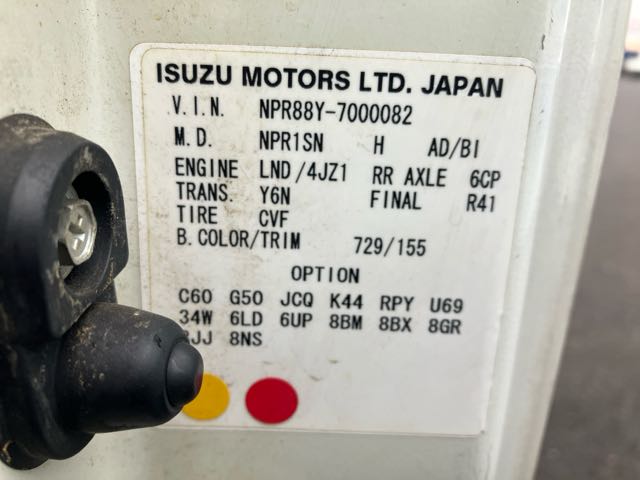 ISUZU MOTORS LTD. JAPAN
V.I.N. NPR88Y-7000082
M.D. NPR1SN H AD/BI
ENGINE LND/4JZ1 RR AXLE 6CP
TRANS. Y6N FINAL R41
TIRE CVF
B.COLOR/TRIM 729/155
OPTION
C60 G50 JCQ K44 RPY U69
34W 6LD 6UP 8BM 8BX 8GR
8NS